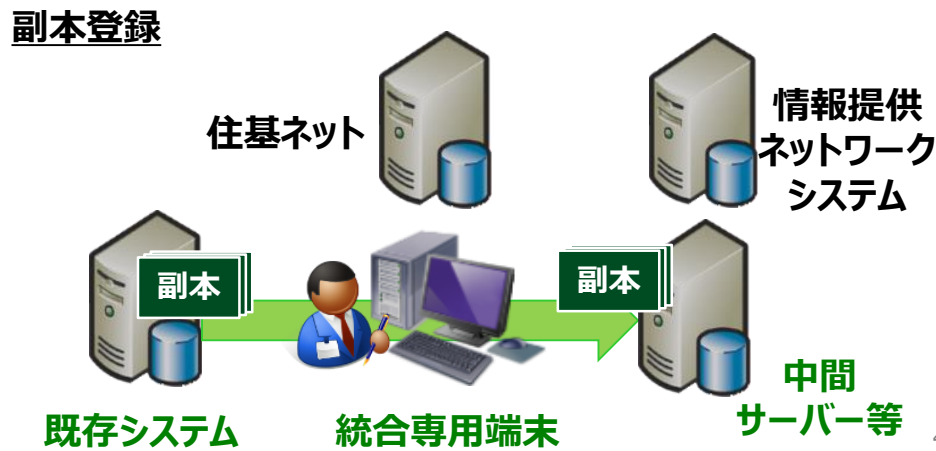 副本登録
住基ネット
情報提供
ネットワーク
システム
副本
副本
既存システム
統合専用端末
中間
サーバー等